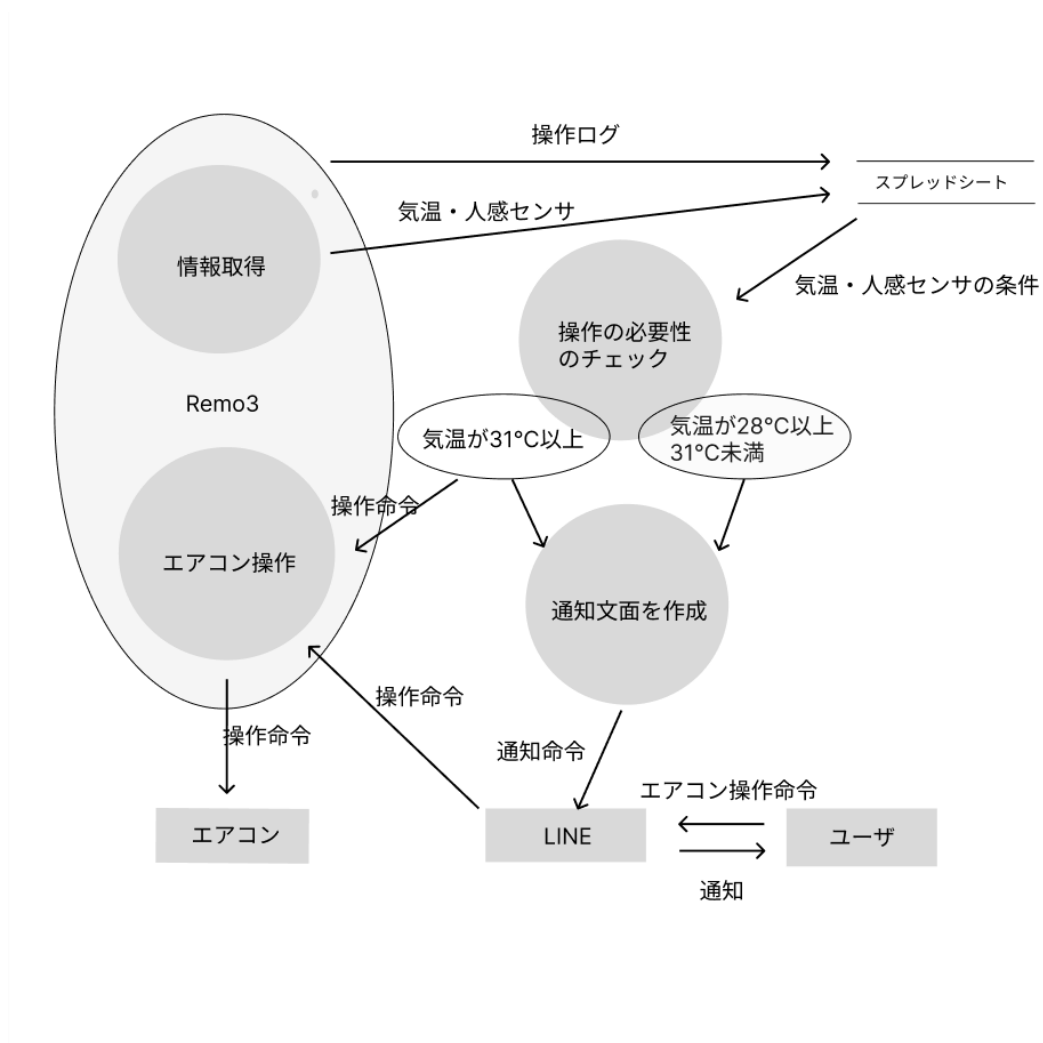 操作ログ
スプレッドシート
気温・人感センサ
情報取得
気温・人感センサの条件
操作の必要性
のチェック
Remo3
気温が31℃以上
気温が28℃以上
31℃未満
操作命令
エアコン操作
通知文面を作成
操作命令
操作命令
通知命令
エアコン操作命令
エアコン
LINE
ユーザ
通知